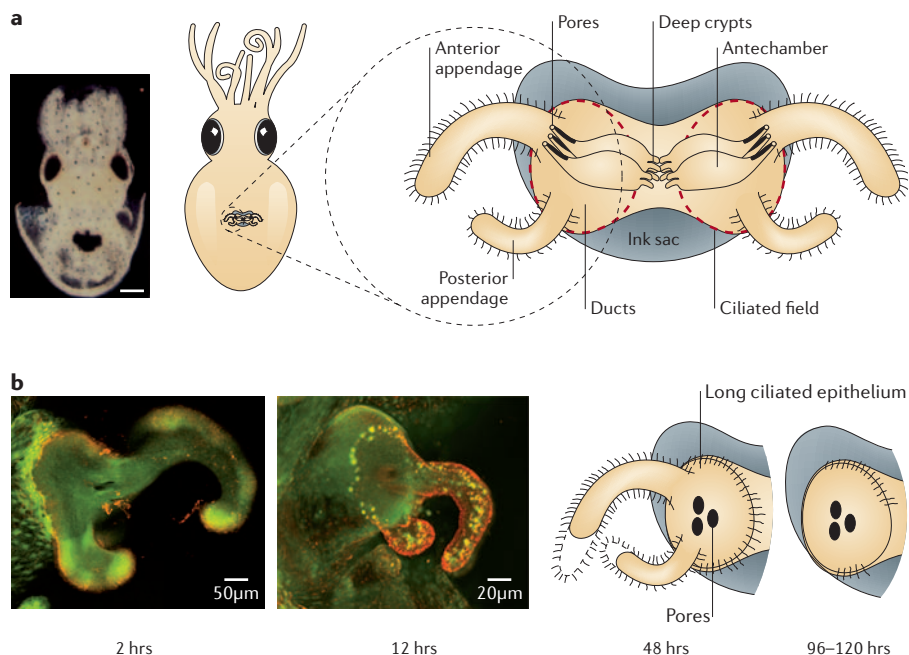 a
Pores
Deep crypts
Anterior
appendage
Antechamber
Ink sac
Posterior
appendage
Ducts
Ciliated field
b
Long ciliated epithelium
50µm
20µm
Pores
2 hrs
12 hrs
48 hrs
96–120 hrs